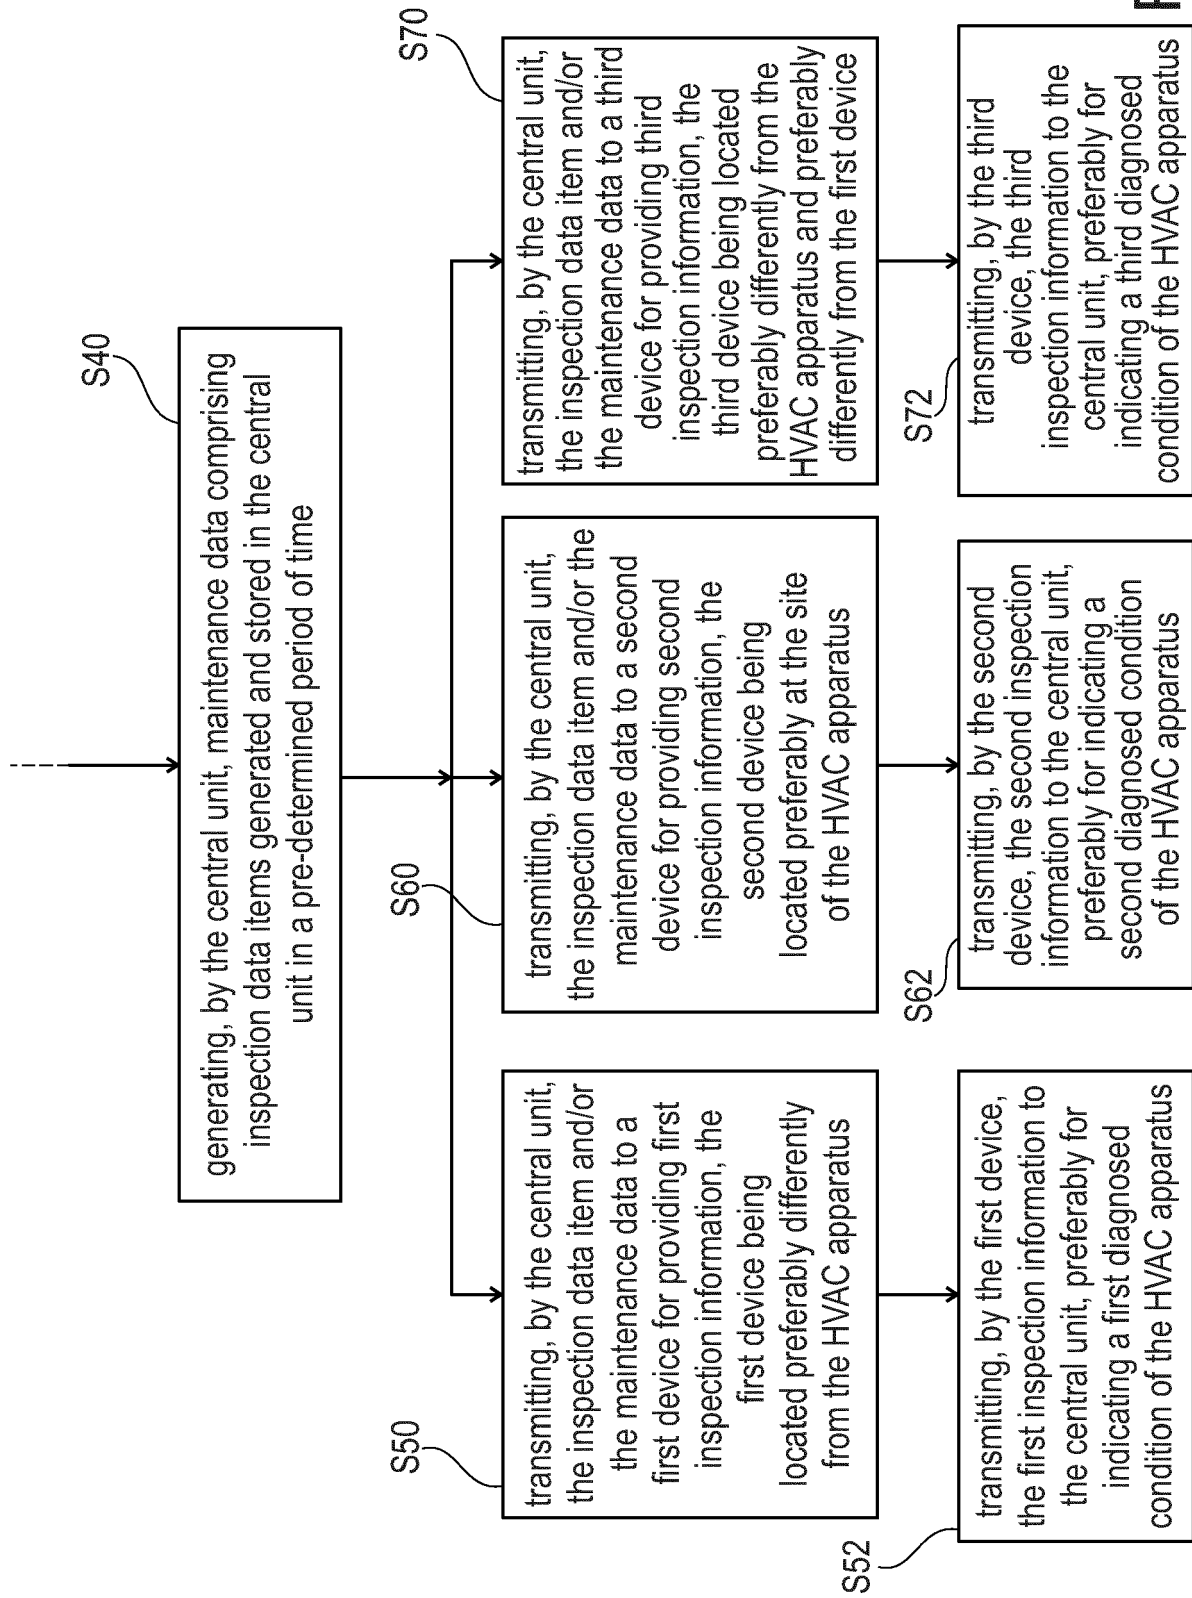 S40
generating, by the central unit, maintenance data comprising
inspection data items generated and stored in the central
unit in a pre-determined period of time
S50
transmitting, by the central unit,
the inspection data item and/or
the maintenance data to a
first device for providing first
inspection information, the
first device being
located preferably differently
from the HVAC apparatus
S60
transmitting, by the central unit,
the inspection data item and/or the
maintenance data to a second
device for providing second
inspection information, the
second device being
located preferably at the site
of the HVAC apparatus
S70
transmitting, by the central unit,
the inspection data item and/or
the maintenance data to a third
device for providing third
inspection information, the
third device being located
preferably differently from the
HVAC apparatus and preferably
differently from the first device
S52
transmitting, by the first device,
the first inspection information to
the central unit, preferably for
indicating a first diagnosed
condition of the HVAC apparatus
S62
transmitting, by the second
device, the second inspection
information to the central unit,
preferably for indicating a
second diagnosed condition
of the HVAC apparatus
S72
transmitting, by the third
device, the third
inspection information to the
central unit, preferably for
indicating a third diagnosed
condition of the HVAC apparatus